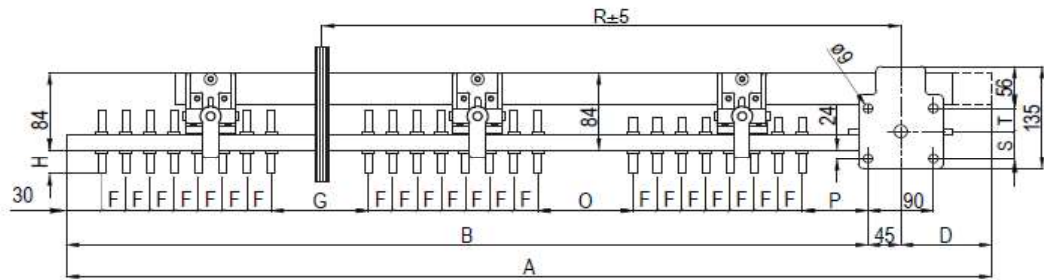 R±5
ø9
84
84
24
56
135
T
S
H
30
F F F F F F F
G
F F F F F F F
O
F F F F F F F
P
90
B
45
D
A